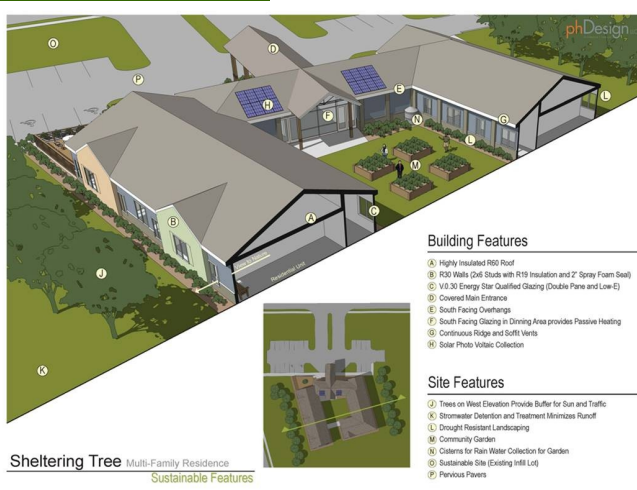 phDesign
O
D
P
H
E
F
N
L
G
L
M
B
A
C
Residential Unit
J
K
Building Features
A Highly Insulated R60 Roof
B R30 Walls (2x6 Studs with R19 Insulation and 2" Spray Foam Seal)
C V.0.30 Energy Star Qualified Glazing (Double Pane and Low-E)
D Covered Main Entrance
E South Facing Overhangs
F South Facing Glazing in Dinning Area provides Passive Heating
G Continuous Ridge and Soffit Vents
H Solar Photo Voltaic Collection
Site Features
J Trees on West Elevation Provide Buffer for Sun and Traffic
K Stromwater Detention and Treatment Minimizes Runoff
L Drought Resistant Landscaping
M Community Garden
N Cisterns for Rain Water Collection for Garden
O Sustainable Site (Existing Infill Lot)
P Pervious Pavers
Sheltering Tree Multi-Family Residence
Sustainable Features